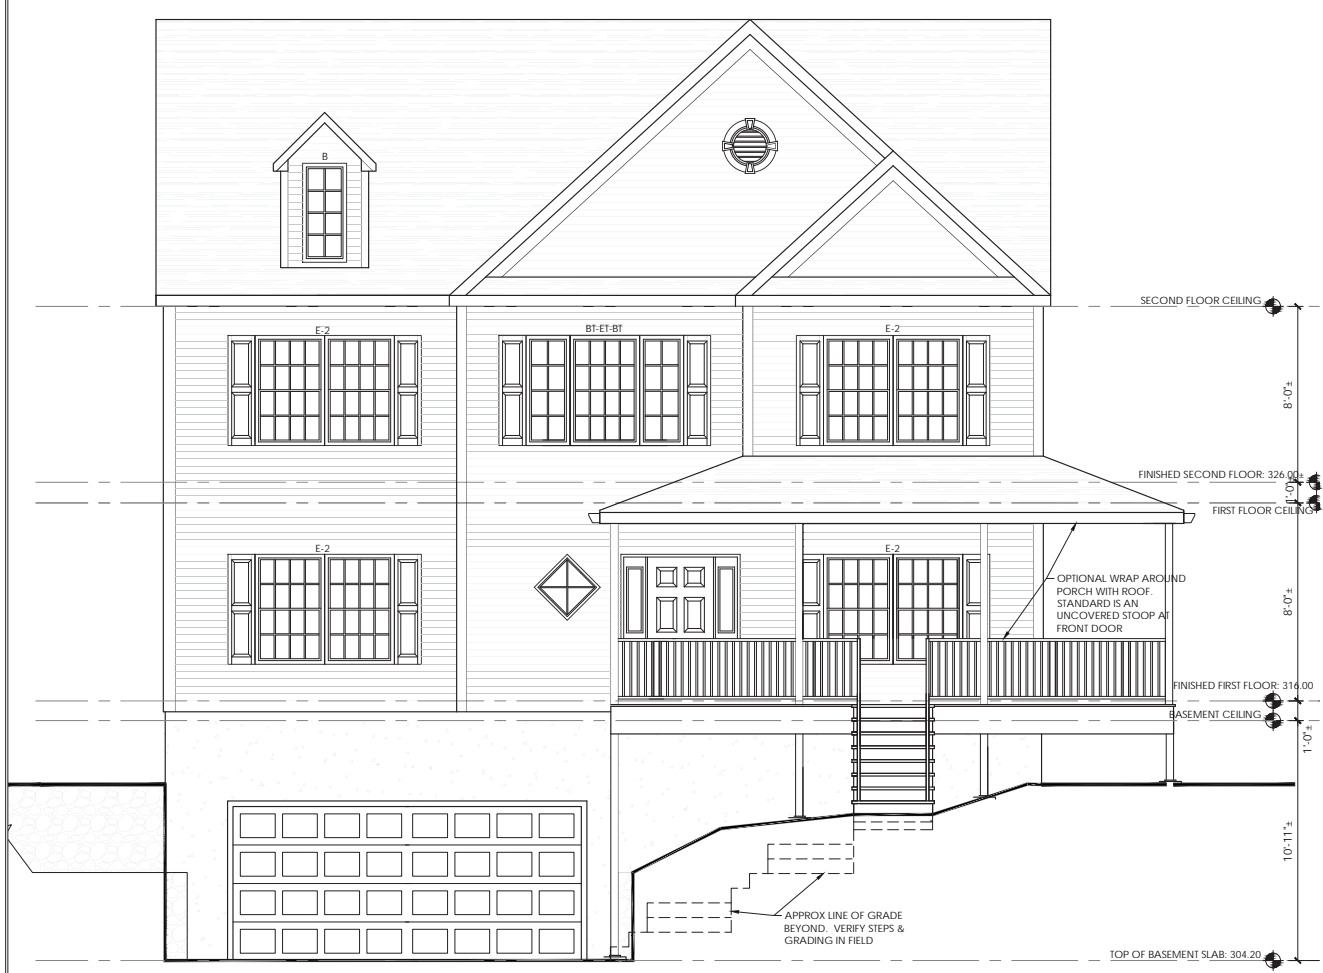 B
SECOND FLOOR CEILING
E-2
BT-ET-BT
E-2
8'-0"±
FINISHED SECOND FLOOR: 326.00±
1'-0"±
FIRST FLOOR CEILING
E-2
E-2
OPTIONAL WRAP AROUND
PORCH WITH ROOF.
STANDARD IS AN
UNCOVERED STOOP AT
FRONT DOOR
8'-0"±
FINISHED FIRST FLOOR: 316.00
BASEMENT CEILING
1'-0"±
10'-11"±
APPROX LINE OF GRADE
BEYOND. VERIFY STEPS &
GRADING IN FIELD
TOP OF BASEMENT SLAB: 304.20